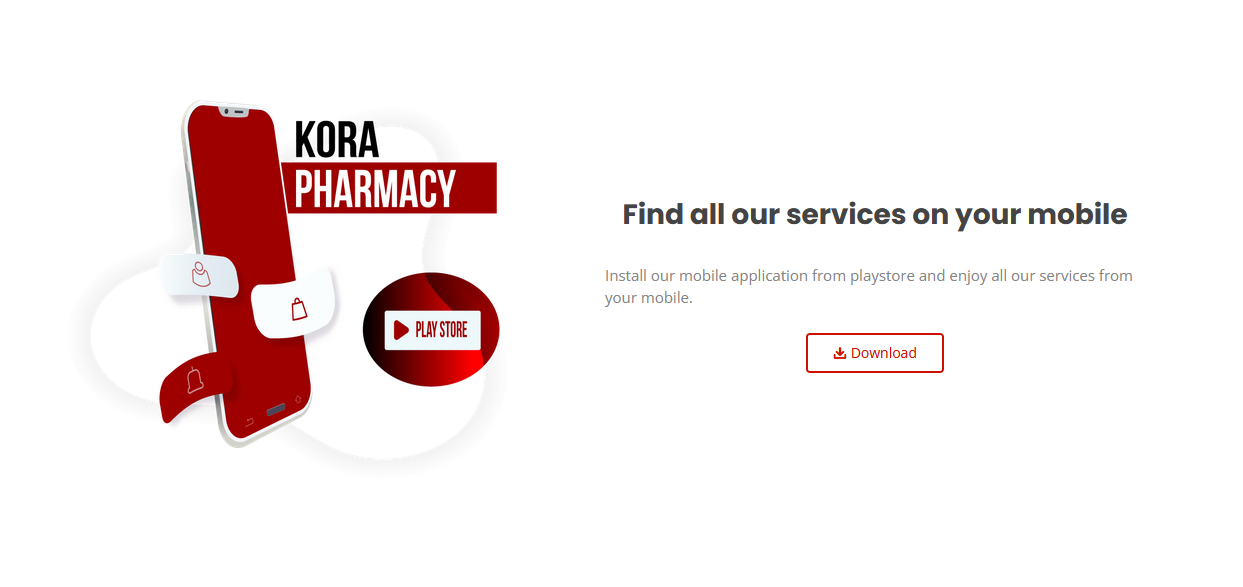 KORA
PHARMACY
PLAY STORE
Find all our services on your mobile
Install our mobile application from playstore and enjoy all our services from
your mobile.
Download